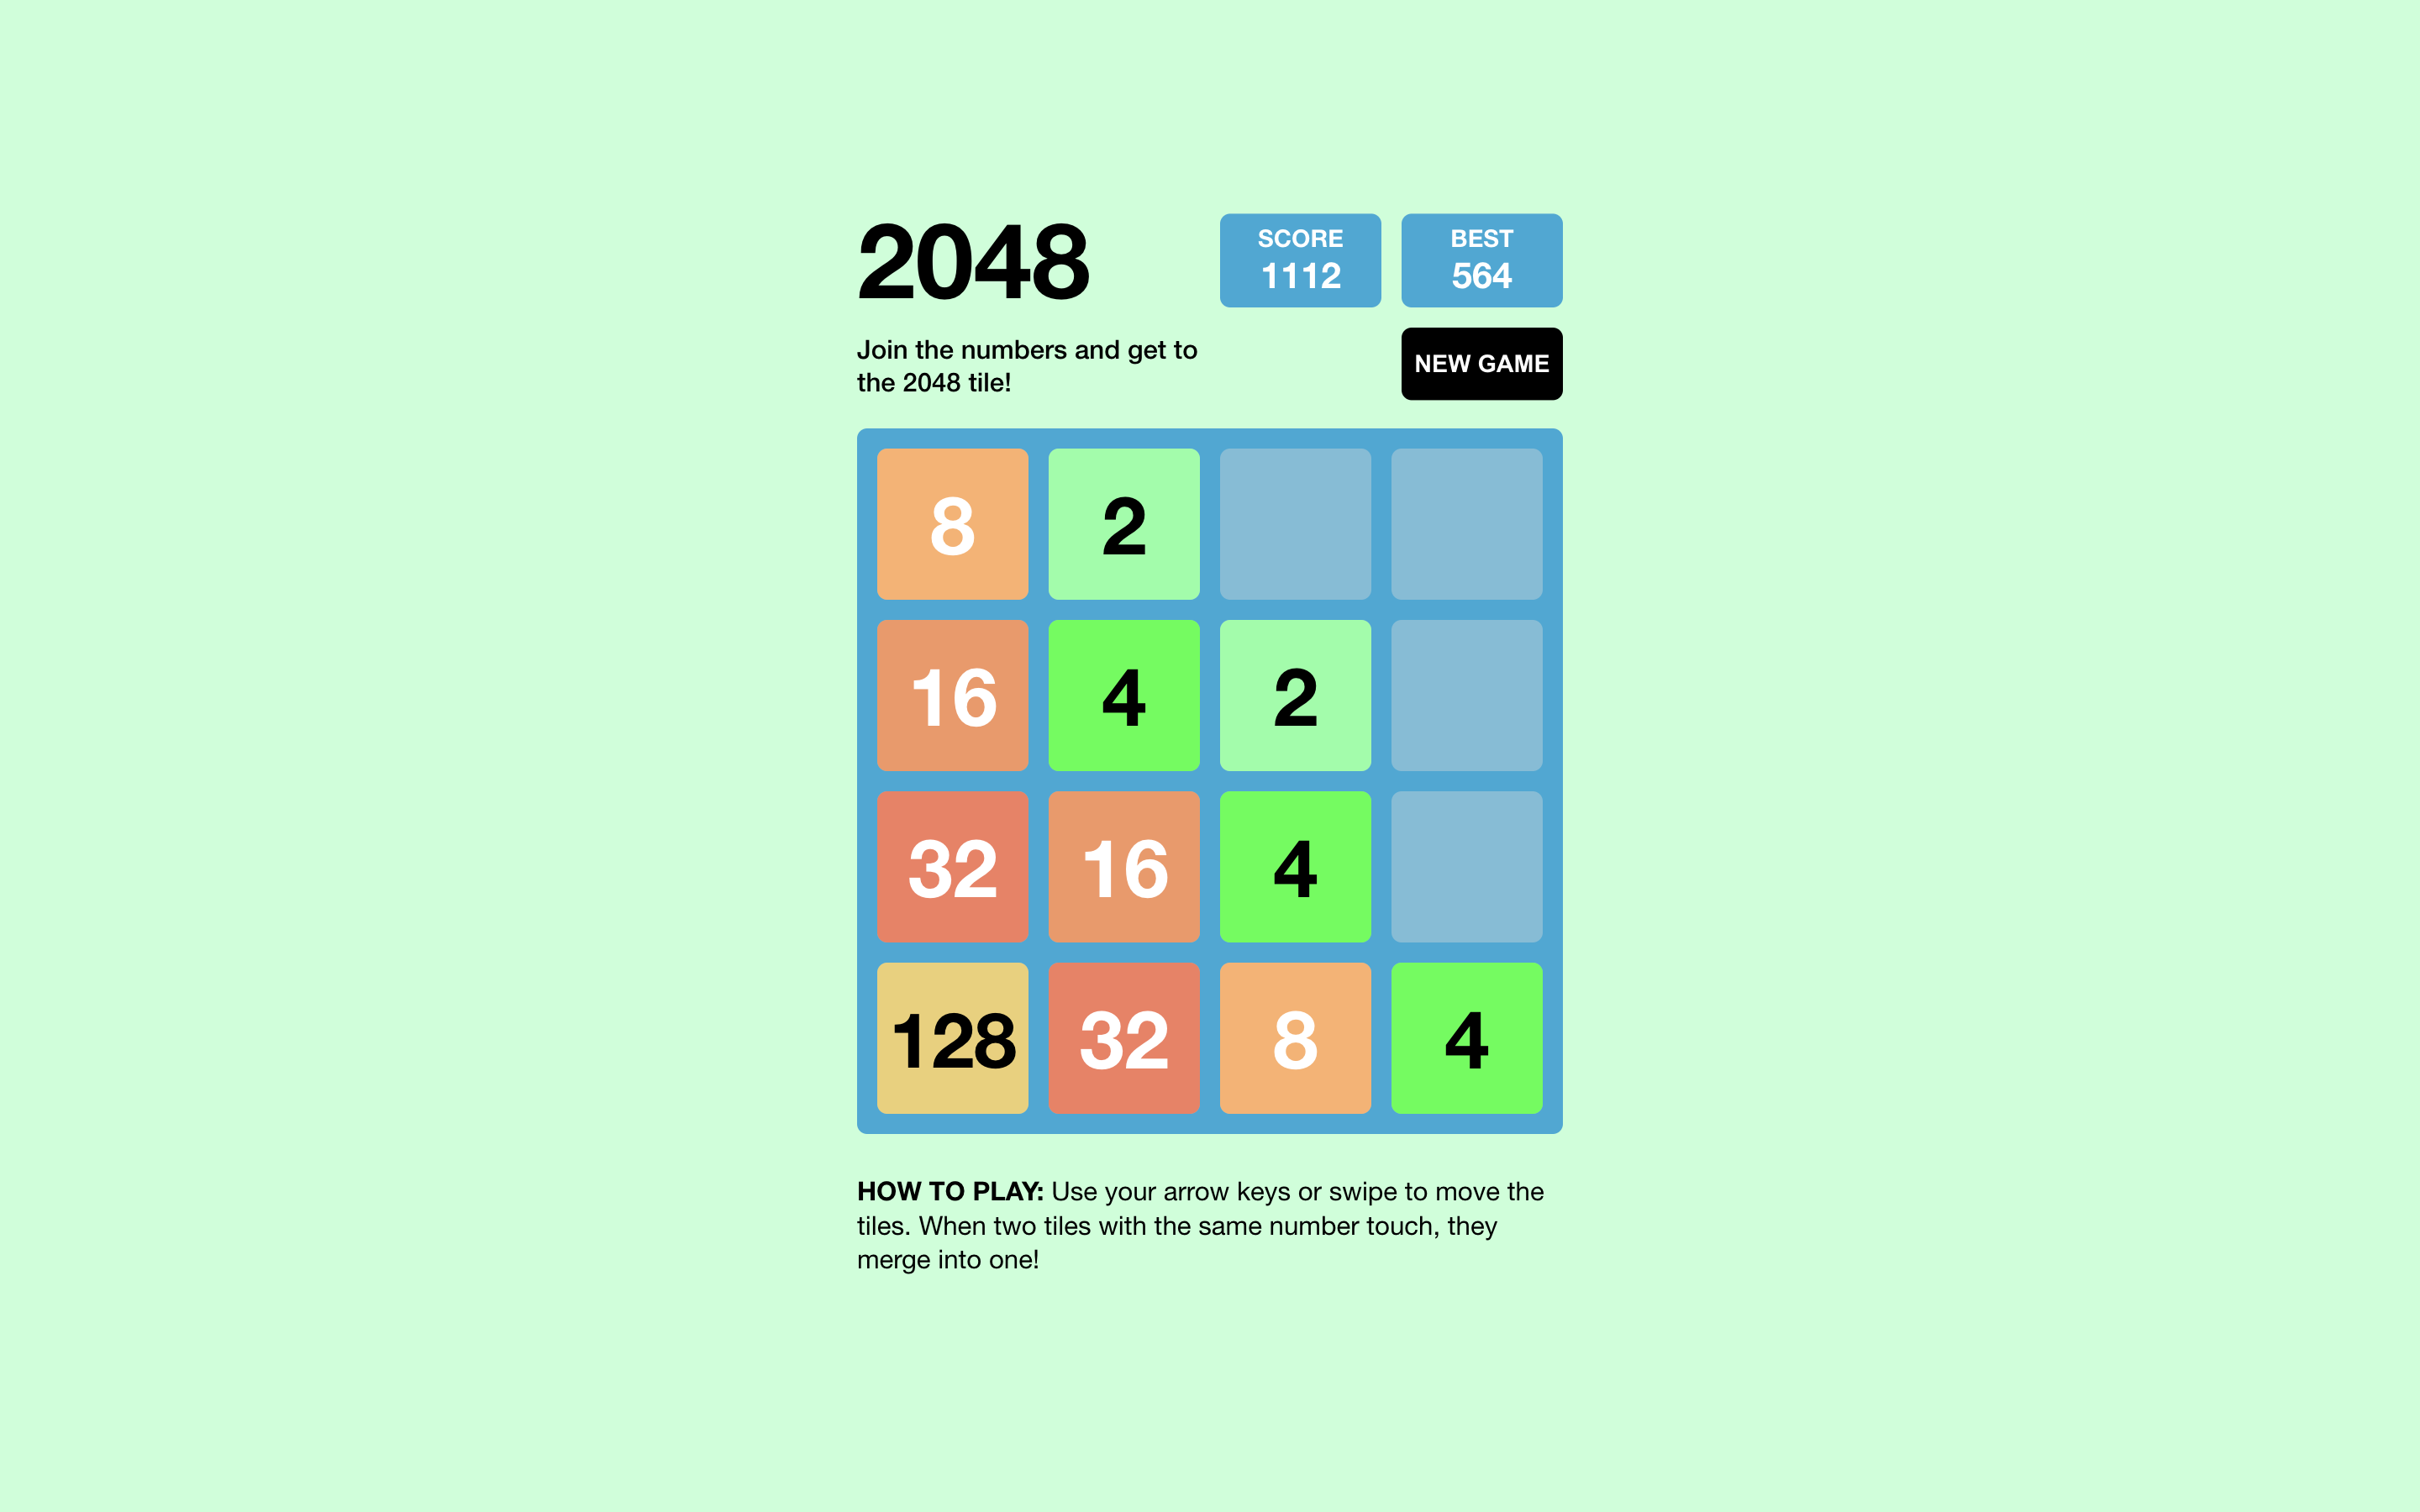 2048
SCORE
1112
BEST
564
Join the numbers and get to
the 2048 tile!
NEW GAME
8 2
16 4 2
32 16 4
128 32 8 4
HOW TO PLAY: Use your arrow keys or swipe to move the
tiles. When two tiles with the same number touch, they
merge into one!